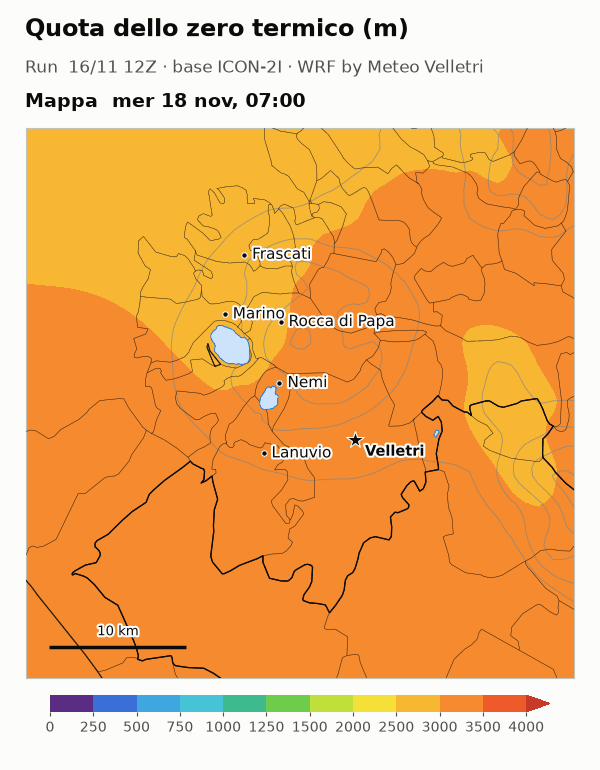 Quota dello zero termico (m)
Run  16/11 12Z · base ICON-2I · WRF by Meteo Velletri
Mappa  mer 18 nov, 07:00
Frascati
Marino
Rocca di Papa
Nemi
Lanuvio
Velletri
10 km
0 250 500 750 1000 1250 1500 2000 2500 3000 3500 4000